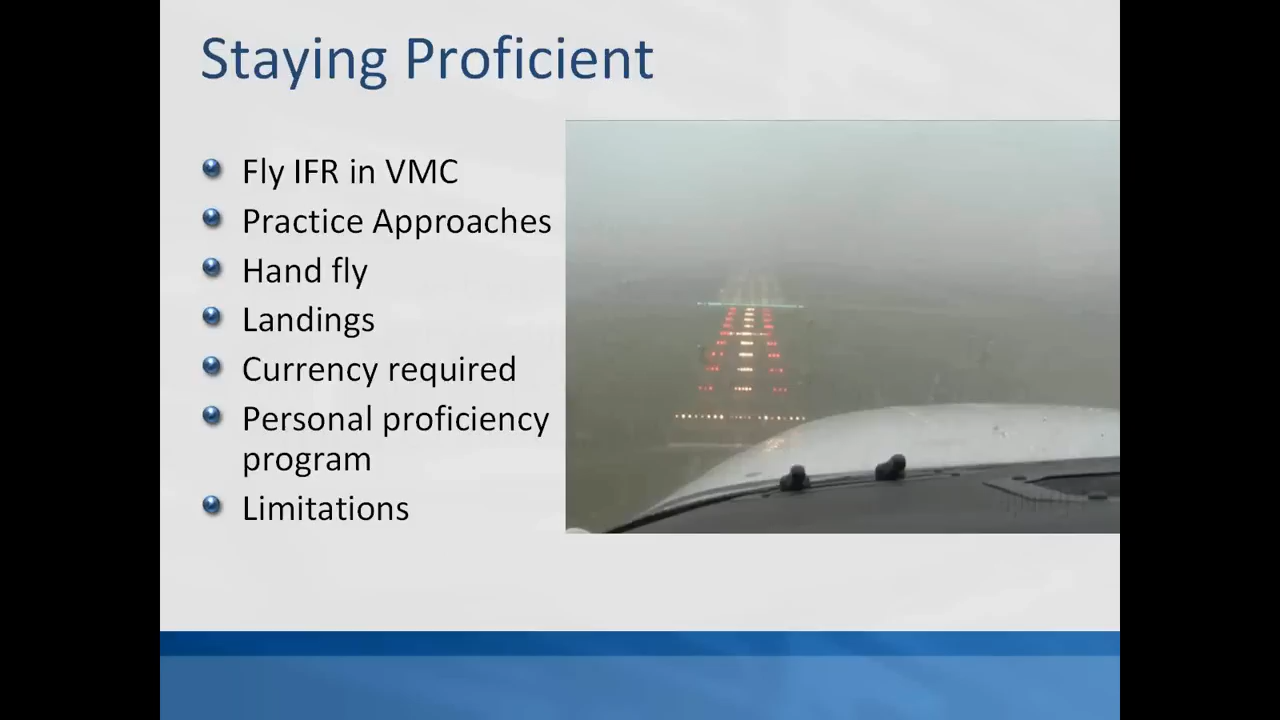 Staying Proficient
Fly IFR in VMC
Practice Approaches
Hand fly
Landings
Currency required
Personal proficiency
program
Limitations